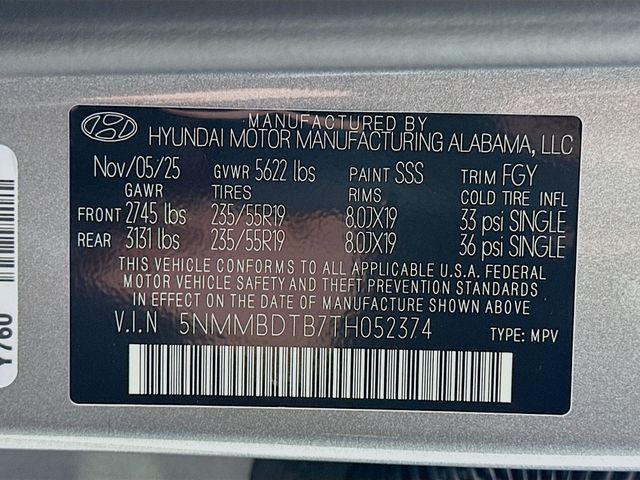 MANUFACTURED BY
HYUNDAI MOTOR MANUFACTURING ALABAMA, LLC
Nov/05/25 GVWR 5622 lbs PAINT SSS TRIM FGY
GAWR TIRES RIMS COLD TIRE INFL
FRONT 2745 lbs 235/55R19 8.0JX19 33 psi SINGLE
REAR 3131 lbs 235/55R19 8.0JX19 36 psi SINGLE
THIS VEHICLE CONFORMS TO ALL APPLICABLE U.S.A. FEDERAL
MOTOR VEHICLE SAFETY AND THEFT PREVENTION STANDARDS
IN EFFECT ON THE DATE OF MANUFACTURE SHOWN ABOVE.
V.I.N 5NMMBDTB7TH052374 TYPE: MPV
Y760